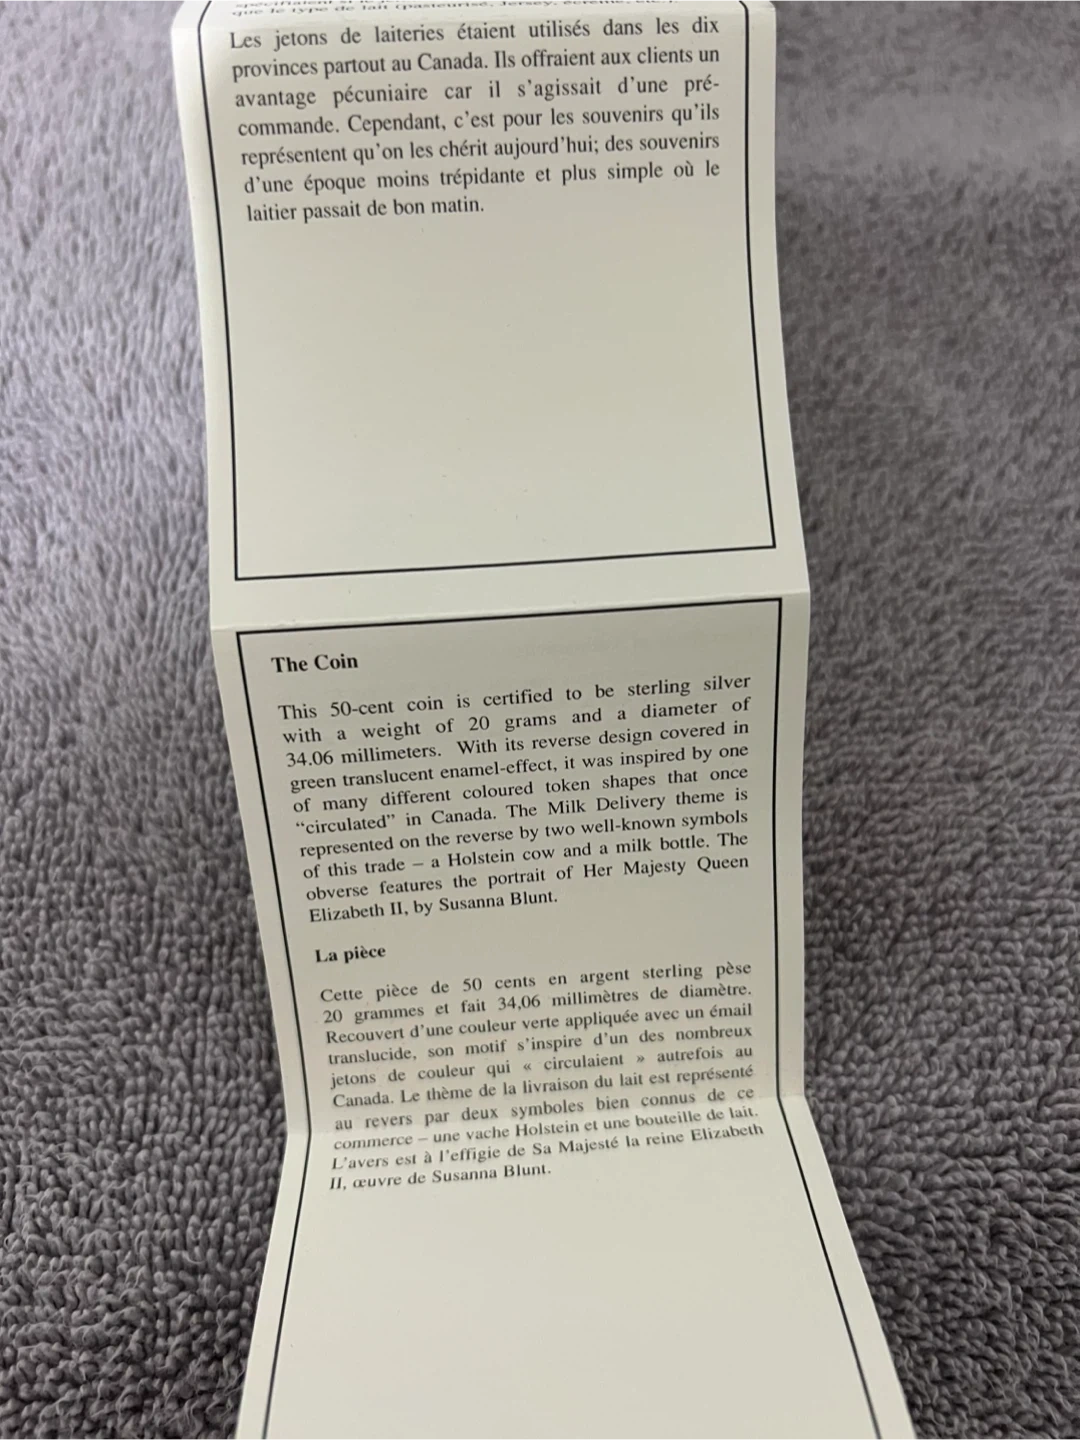 que le type de lait (pasteurisé, Jersey, écrémé, etc.).
Les jetons de laiteries étaient utilisés dans les dix
provinces partout au Canada. Ils offraient aux clients un
avantage pécuniaire car il s'agissait d'une pré-
commande. Cependant, c'est pour les souvenirs qu'ils
représentent qu'on les chérit aujourd'hui; des souvenirs
d'une époque moins trépidante et plus simple où le
laitier passait de bon matin.
The Coin
This 50-cent coin is certified to be sterling silver
with a weight of 20 grams and a diameter of
34.06 millimeters. With its reverse design covered in
green translucent enamel-effect, it was inspired by one
of many different coloured token shapes that once
“circulated” in Canada. The Milk Delivery theme is
represented on the reverse by two well-known symbols
of this trade – a Holstein cow and a milk bottle. The
obverse features the portrait of Her Majesty Queen
Elizabeth II, by Susanna Blunt.
La pièce
Cette pièce de 50 cents en argent sterling pèse
20 grammes et fait 34,06 millimètres de diamètre.
Recouvert d'une couleur verte appliquée avec un émail
translucide, son motif s'inspire d'un des nombreux
jetons de couleur qui « circulaient » autrefois au
Canada. Le thème de la livraison du lait est représenté
au revers par deux symboles bien connus de ce
commerce – une vache Holstein et une bouteille de lait.
L'avers est à l'effigie de Sa Majesté la reine Elizabeth
II, œuvre de Susanna Blunt.